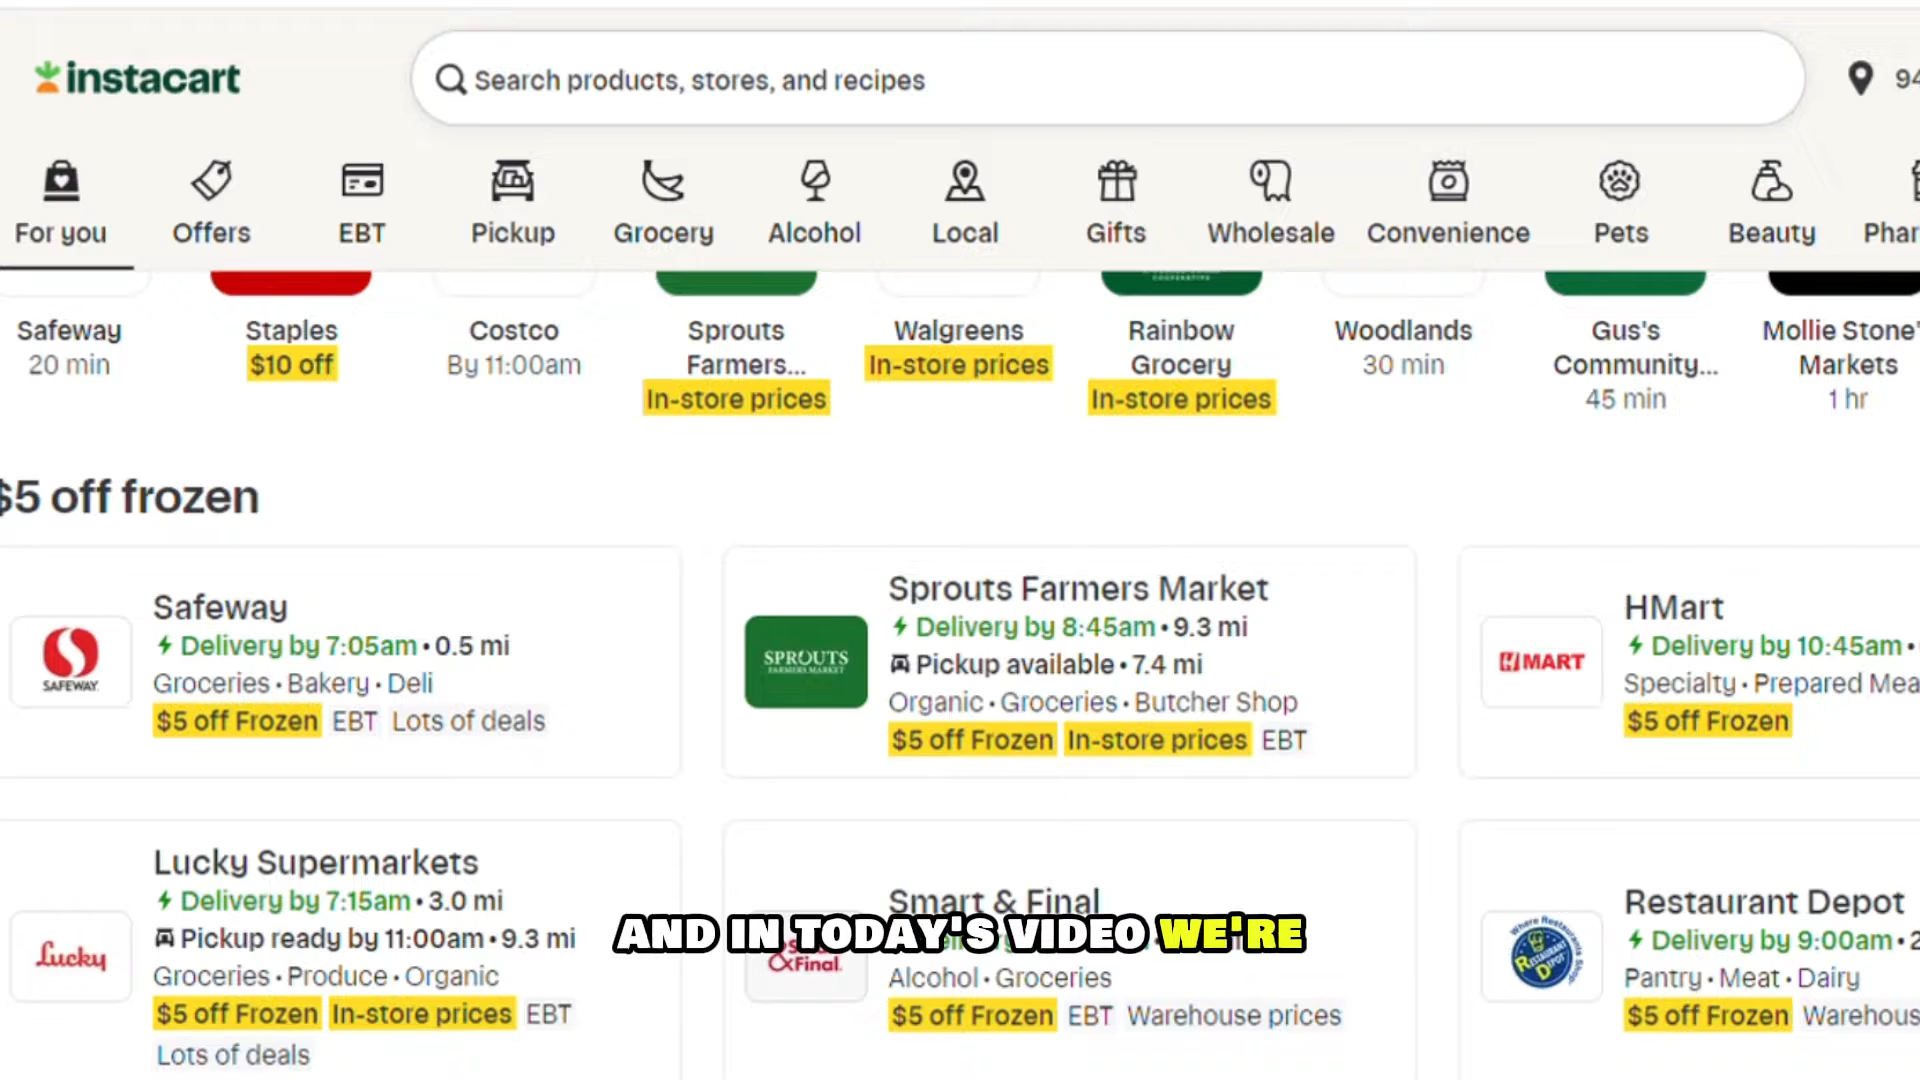 instacart
Search products, stores, and recipes
94
For you
Offers
EBT
Pickup
Grocery
Alcohol
Local
Gifts
Wholesale
Convenience
Pets
Beauty
Phar
Safeway
20 min
Staples
$10 off
Costco
By 11:00am
Sprouts
Farmers...
In-store prices
Walgreens
In-store prices
Rainbow
Grocery
In-store prices
Woodlands
30 min
Gus's
Community...
45 min
Mollie Stone's
Markets
1 hr
$5 off frozen
SAFEWAY
Safeway
Delivery by 7:05am • 0.5 mi
Groceries • Bakery • Deli
$5 off Frozen EBT Lots of deals
SPROUTS
FARMERS MARKET
Sprouts Farmers Market
Delivery by 8:45am • 9.3 mi
Pickup available • 7.4 mi
Organic • Groceries • Butcher Shop
$5 off Frozen In-store prices EBT
H MART
HMart
Delivery by 10:45am •
Specialty • Prepared Mea
$5 off Frozen
Lucky
Lucky Supermarkets
Delivery by 7:15am • 3.0 mi
Pickup ready by 11:00am • 9.3 mi
Groceries • Produce • Organic
$5 off Frozen In-store prices EBT
Lots of deals
&Final.
Smart & Final
Alcohol • Groceries
$5 off Frozen EBT Warehouse prices
Where Restaurants Shop
RESTAURANT
DEPOT
Restaurant Depot
Delivery by 9:00am • 2
Pantry • Meat • Dairy
$5 off Frozen Warehous
AND IN TODAY'S VIDEO WE'RE